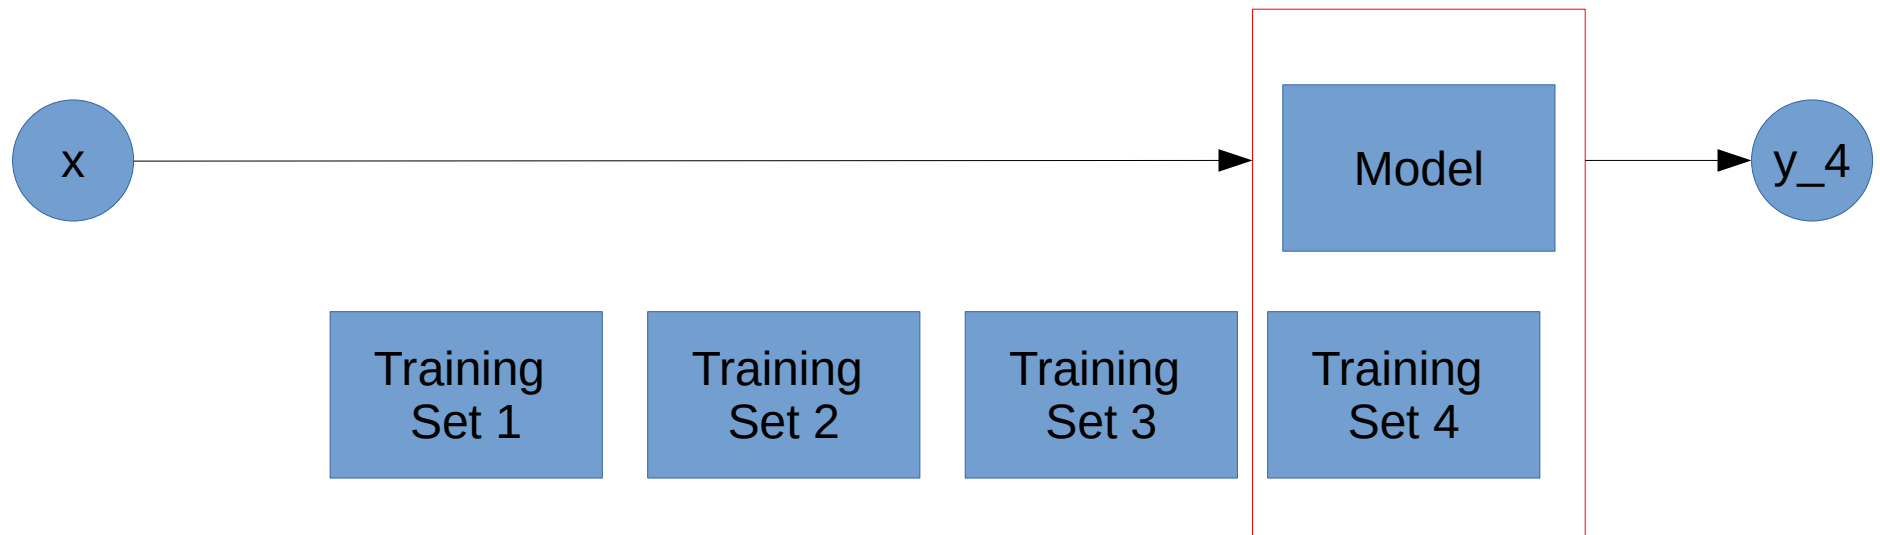 x
Model
y_4
Training
Set 1
Training
Set 2
Training
Set 3
Training
Set 4